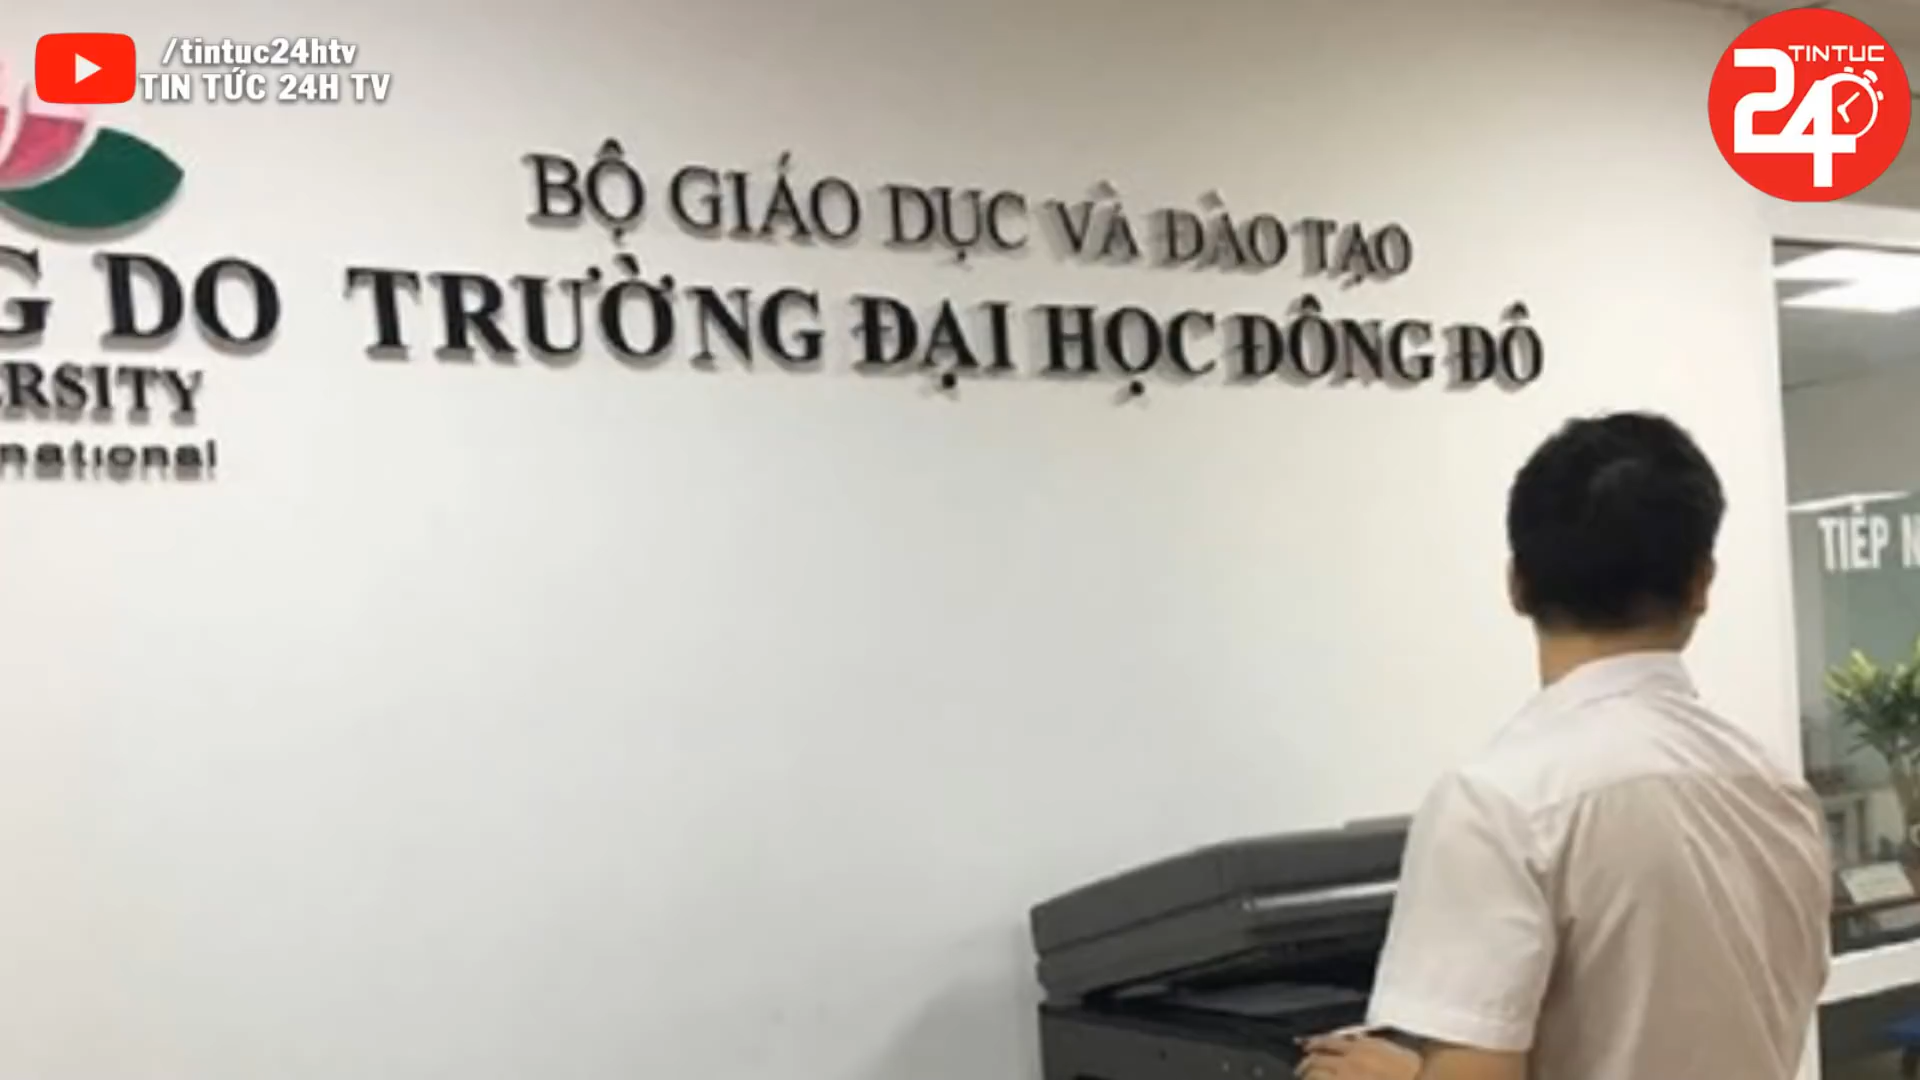 /tintuc24htv
TIN TỨC 24H TV
TINTUC
24
BỘ GIÁO DỤC VÀ ĐÀO TẠO
TRƯỜNG ĐẠI HỌC ĐÔNG ĐÔ
G DO
ERSITY
national
TIẾP N